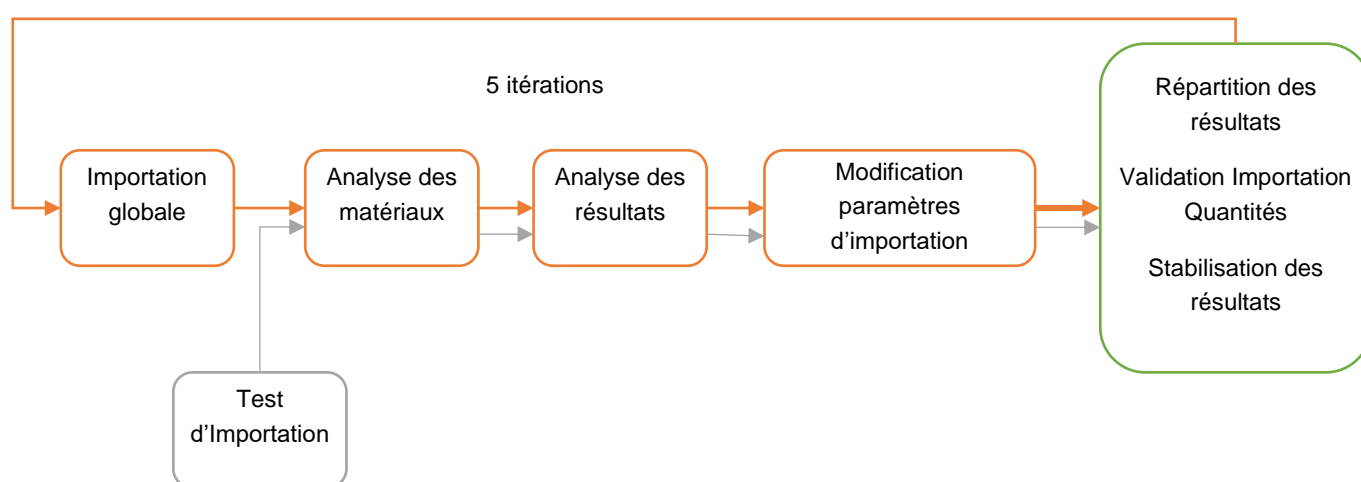 5 itérations
Importation
globale
Analyse des
matériaux
Analyse des
résultats
Modification
paramètres
d’importation
Répartition des
résultats
Validation Importation
Quantités
Stabilisation des
résultats
Test
d’Importation